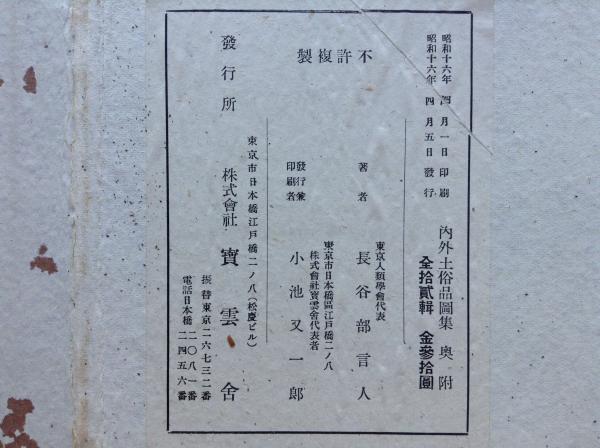 昭和十六年 四月一日 印刷
昭和十六年 四月五日 發行
內外土俗品圖集 奧附
全拾貳輯 金參拾圓
不許複製
東京人類學會代表
著者 長谷部言人
東京市日本橋區江戶橋二ノ八
株式會社寶雲舍代表者
發行兼印刷者 小池又一郎
東京市日本橋江戶橋二ノ八(松慶ビル)
發行所 株式會社 寶雲舍
振替東京二六七三二番
電話日本橋 二〇八一番
二四五六番